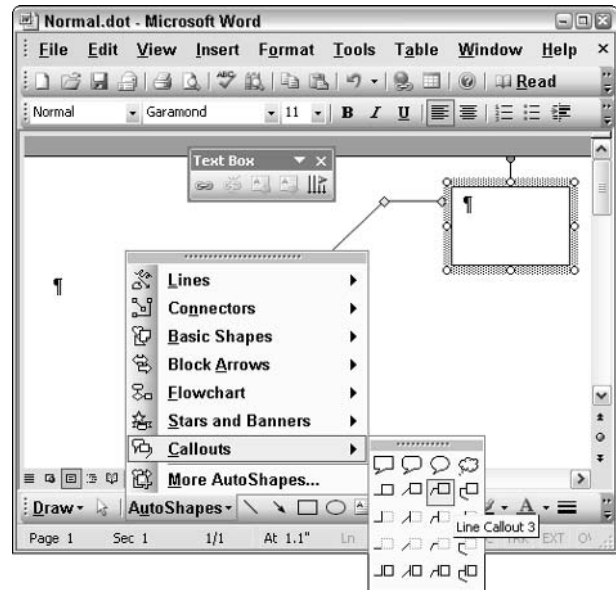 Normal.dot - Microsoft Word
File Edit View Insert Format Tools Table Window Help ×
Read
Normal Garamond 11 B I U
Text Box
¶
¶
Lines
Connectors
Basic Shapes
Block Arrows
Flowchart
Stars and Banners
Callouts
More AutoShapes...
Draw AutoShapes A
Line Callout 3
Page 1 Sec 1 1/1 At 1.1" Ln EXT